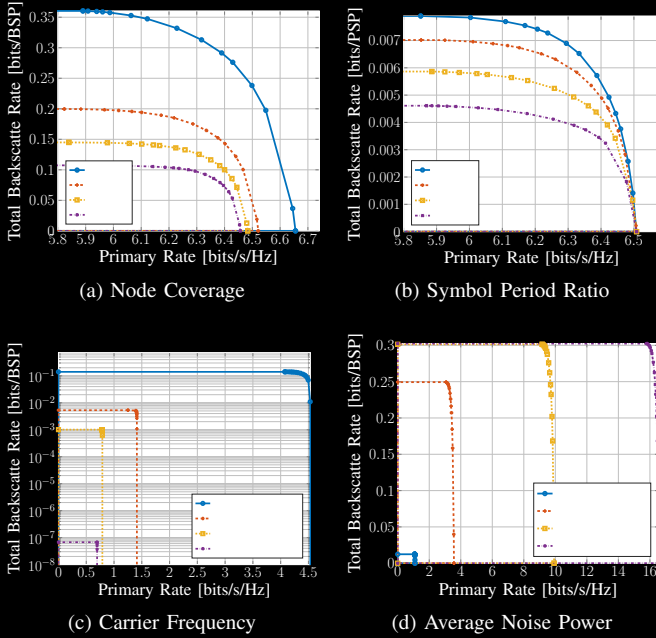 0.35
0.3
0.25
0.2
0.15
0.1
0.05
0
Total Backscatte Rate [bits/BSP]
5.8 5.9 6 6.1 6.2 6.3 6.4 6.5 6.6 6.7
Primary Rate [bits/s/Hz]
(a) Node Coverage
0.007
0.006
0.005
0.004
0.003
0.002
0.001
0
Total Backscatte Rate [bits/PSP]
5.8 5.9 6 6.1 6.2 6.3 6.4 6.5
Primary Rate [bits/s/Hz]
(b) Symbol Period Ratio
10⁻¹
10⁻²
10⁻³
10⁻⁴
10⁻⁵
10⁻⁶
10⁻⁷
10⁻⁸
Total Backscatte Rate [bits/BSP]
0 0.5 1 1.5 2 2.5 3 3.5 4 4.5
Primary Rate [bits/s/Hz]
(c) Carrier Frequency
0.3
0.25
0.2
0.15
0.1
0.05
0
Total Backscatte Rate [bits/BSP]
0 2 4 6 8 10 12 14 16
Primary Rate [bits/s/Hz]
(d) Average Noise Power